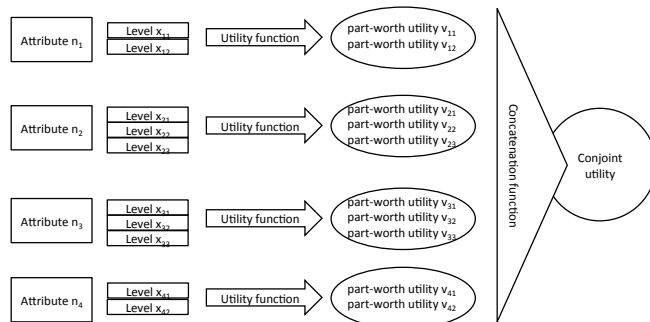 Attribute n₁
Level x₁₁
Level x₁₂
Utility function
part-worth utility v₁₁
part-worth utility v₁₂
Attribute n₂
Level x₂₁
Level x₂₂
Level x₂₃
Utility function
part-worth utility v₂₁
part-worth utility v₂₂
part-worth utility v₂₃
Attribute n₃
Level x₃₁
Level x₃₂
Level x₃₃
Utility function
part-worth utility v₃₁
part-worth utility v₃₂
part-worth utility v₃₃
Attribute n₄
Level x₄₁
Level x₄₂
Utility function
part-worth utility v₄₁
part-worth utility v₄₂
Concatenation function
Conjoint
utility